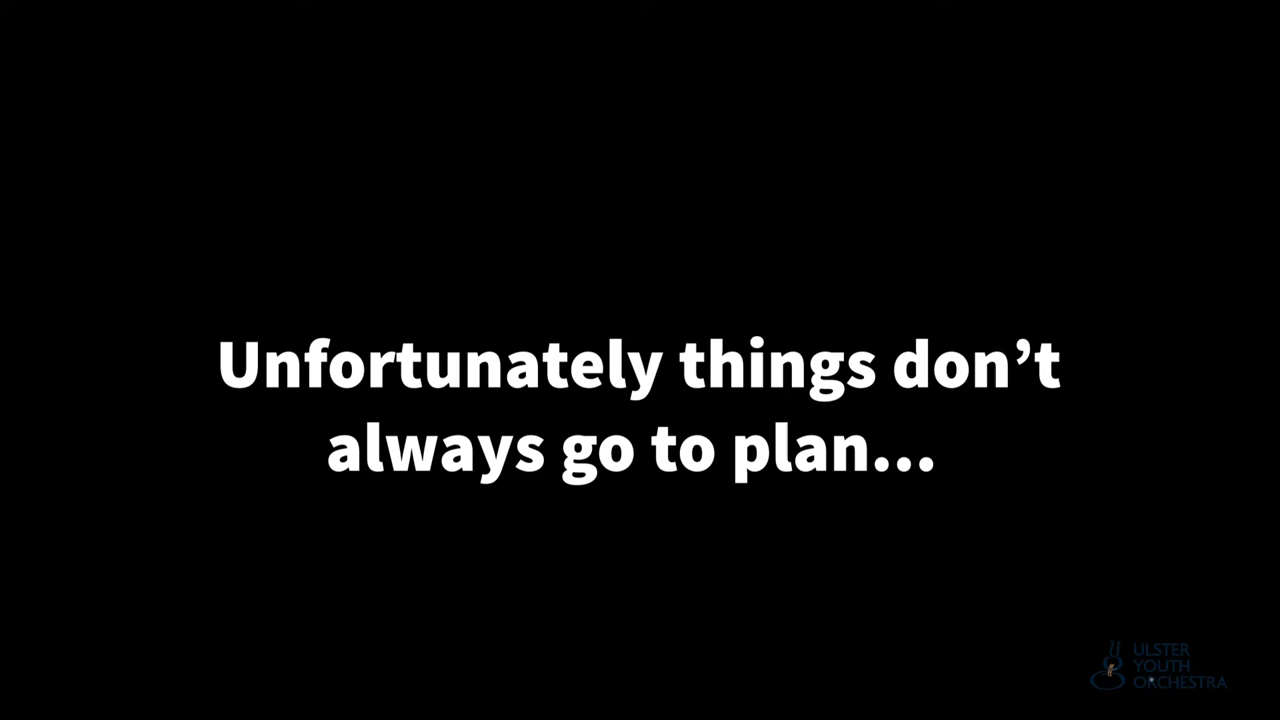 Unfortunately things don’t
always go to plan...
ULSTER
YOUTH
ORCHESTRA